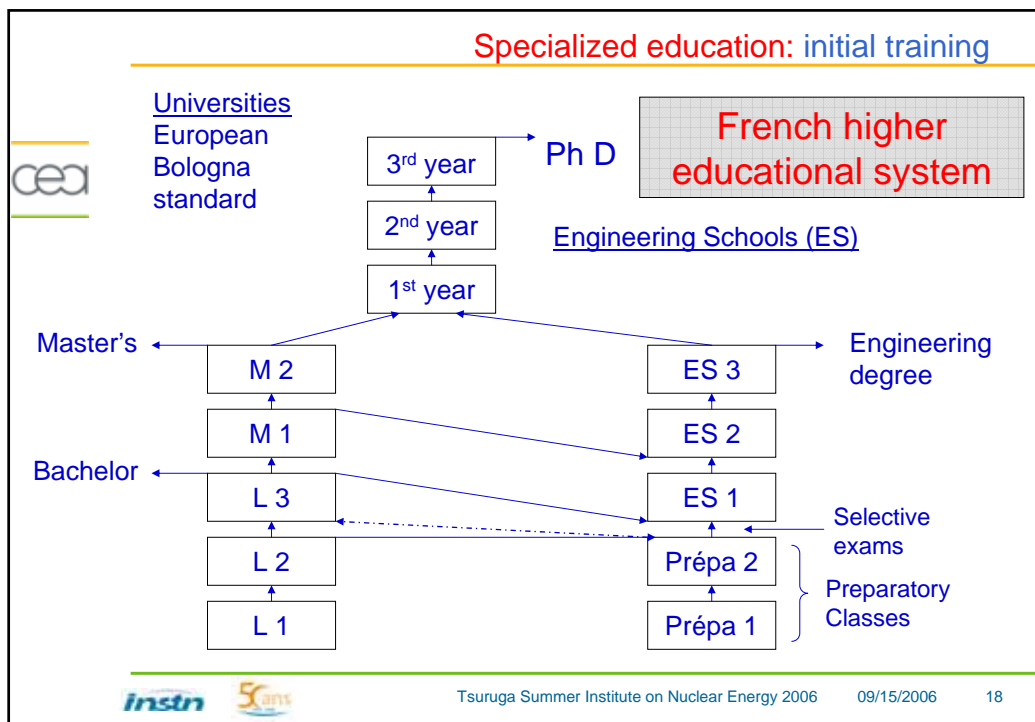 Specialized education: initial training
Universities
European
Bologna
standard
cea
French higher
educational system
3rd year
Ph D
2nd year
Engineering Schools (ES)
1st year
Master's
Engineering
degree
M 2
ES 3
M 1
ES 2
Bachelor
L 3
ES 1
Selective
exams
L 2
Prépa 2
Preparatory
Classes
L 1
Prépa 1
instn
50 ans
Tsuruga Summer Institute on Nuclear Energy 2006
09/15/2006
18